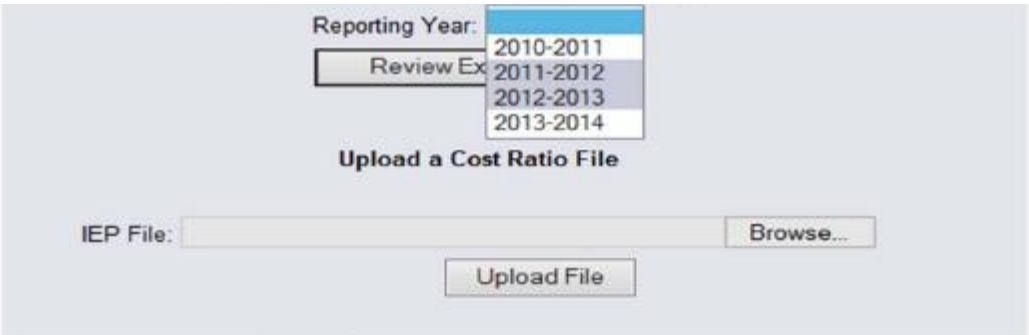 Reporting Year:
2010-2011
Review Ex
2011-2012
2012-2013
2013-2014
Upload a Cost Ratio File
IEP File:
Browse...
Upload File